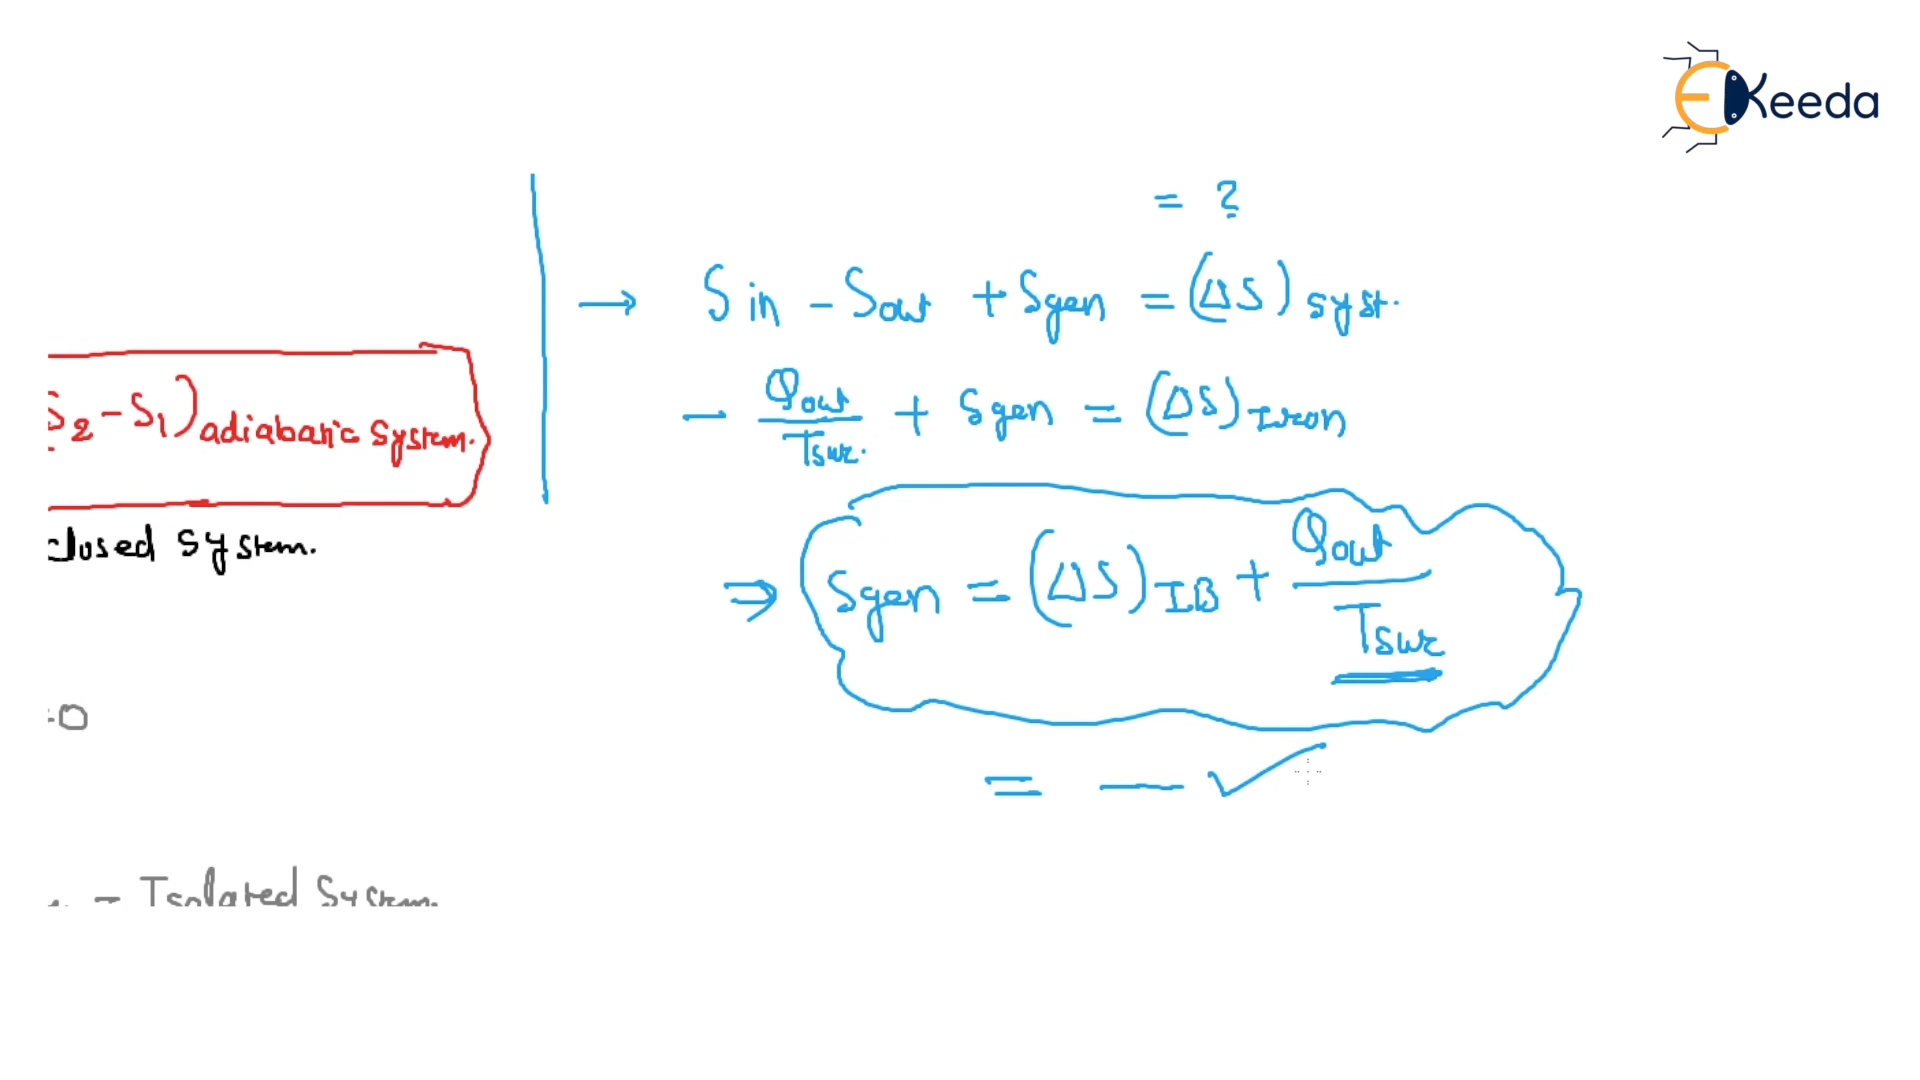 EKeeda
= ?
→ Sin - Sout + Sgen = (ΔS) syst.
S2 - S1) adiabatic System.
- Qout / Tsur. + Sgen = (ΔS) Iron
closed system.
⇒ Sgen = (ΔS) IB + Qout / Tsur
=0
= — ✓
- Isolated System.